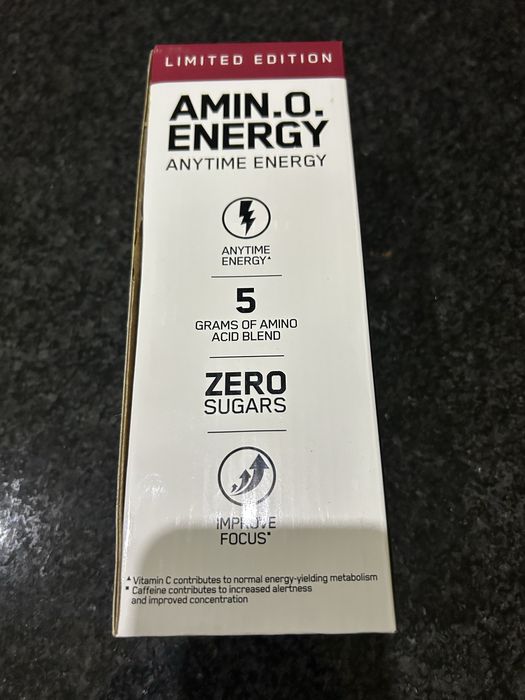 LIMITED EDITION
AMIN.O.
ENERGY
ANYTIME ENERGY
ANYTIME
ENERGY▲
5
GRAMS OF AMINO
ACID BLEND
ZERO
SUGARS
IMPROVE
FOCUS■
▲ Vitamin C contributes to normal energy-yielding metabolism
■ Caffeine contributes to increased alertness
and improved concentration